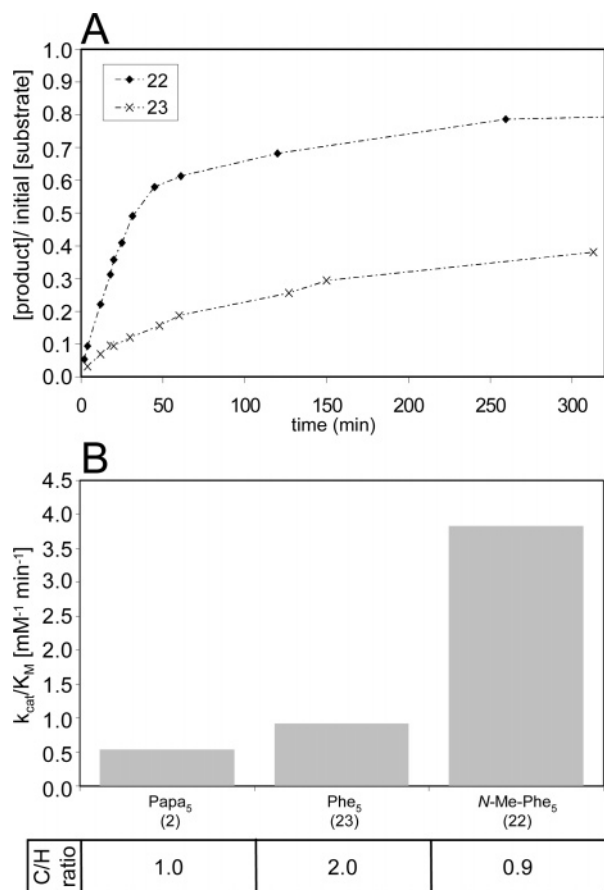 A
[product]/ initial [substrate]
1.0
0.9
0.8
0.7
0.6
0.5
0.4
0.3
0.2
0.1
0.0
22
23
0 50 100 150 200 250 300
time (min)
B
k_cat/K_M [mM⁻¹ min⁻¹]
4.5
4.0
3.5
3.0
2.5
2.0
1.5
1.0
0.5
0.0
Papa₅ Phe₅ N-Me-Phe₅
(2) (23) (22)
C/H
ratio
1.0 2.0 0.9